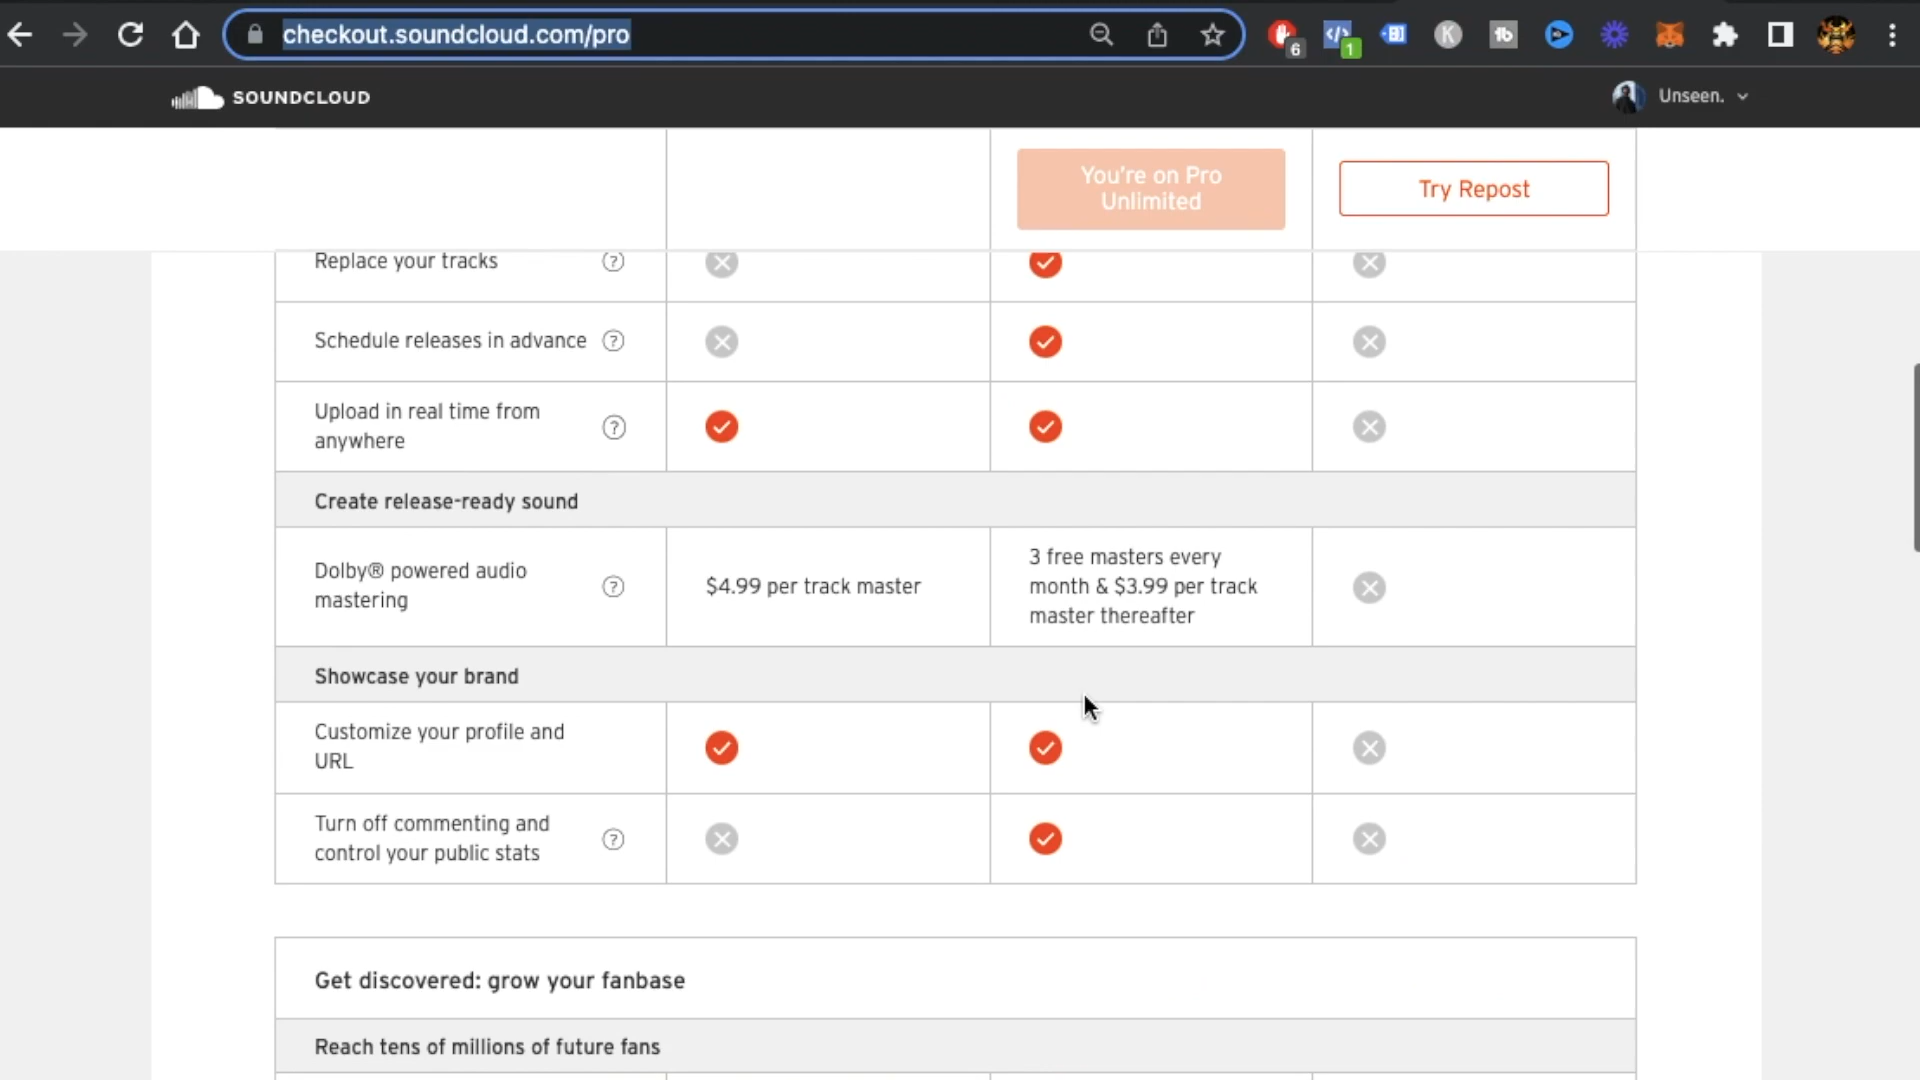 checkout.soundcloud.com/pro
6
1
K
tb
SOUNDCLOUD
Unseen.
You're on Pro
Unlimited
Try Repost
Replace your tracks
?
Schedule releases in advance
?
Upload in real time from
anywhere
?
Create release-ready sound
Dolby® powered audio
mastering
?
$4.99 per track master
3 free masters every
month & $3.99 per track
master thereafter
Showcase your brand
Customize your profile and
URL
Turn off commenting and
control your public stats
?
Get discovered: grow your fanbase
Reach tens of millions of future fans